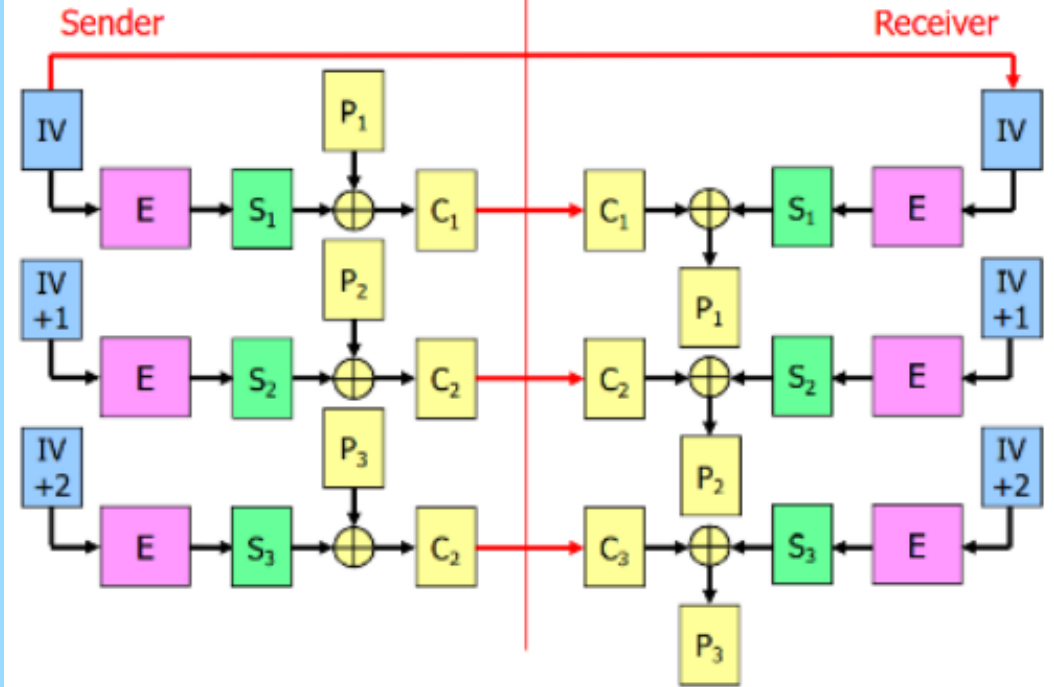 Sender Receiver
IV P₁ IV
E S₁ C₁ C₁ S₁ E
IV P₂ P₁ IV
+1 +1
E S₂ C₂ C₂ S₂ E
IV P₃ P₂ IV
+2 +2
E S₃ C₂ C₃ S₃ E
P₃